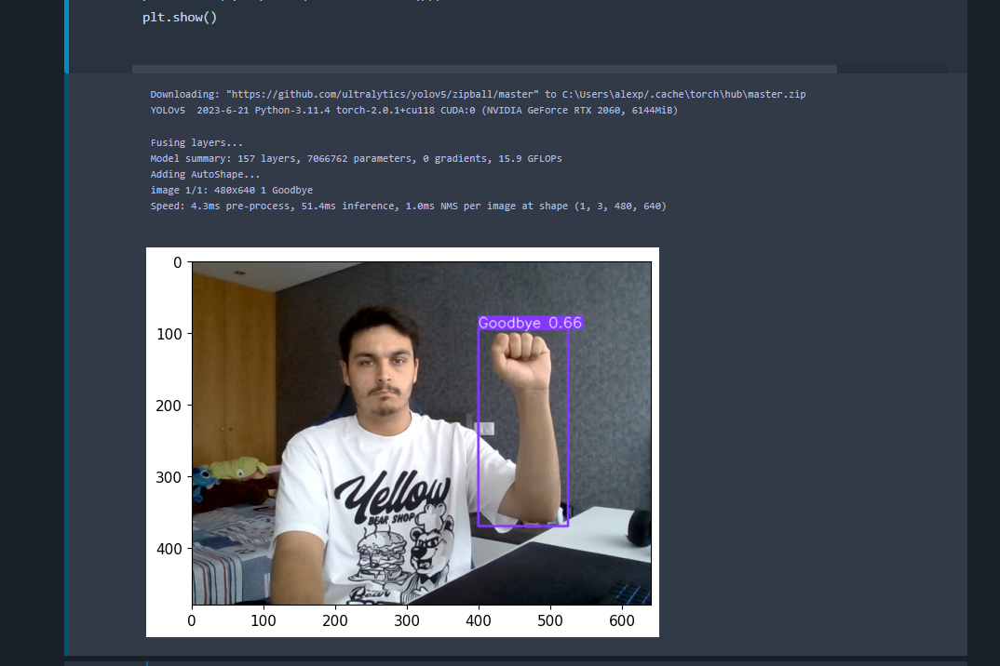 plt.show()
Downloading: "https://github.com/ultralytics/yolov5/zipball/master" to C:\Users\alexp/.cache\torch\hub\master.zip
YOLOv5  2023-6-21 Python-3.11.4 torch-2.0.1+cu118 CUDA:0 (NVIDIA GeForce RTX 2060, 6144MiB)
Fusing layers...
Model summary: 157 layers, 7066762 parameters, 0 gradients, 15.9 GFLOPs
Adding AutoShape...
image 1/1: 480x640 1 Goodbye
Speed: 4.3ms pre-process, 51.4ms inference, 1.0ms NMS per image at shape (1, 3, 480, 640)
0
100
200
300
400
Goodbye 0.66
Yellow
BEAR SHOP
Bear
0 100 200 300 400 500 600